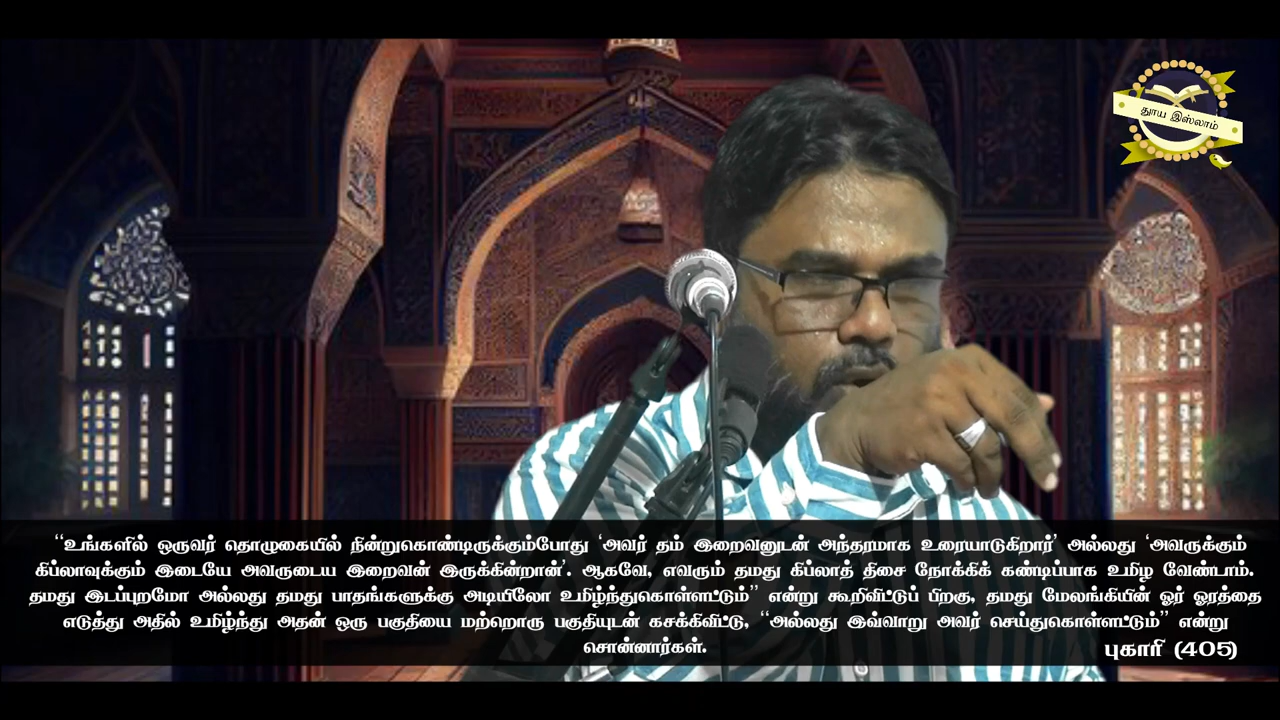 தூய இஸ்லாம்
“உங்களில் ஒருவர் தொழுகையில் நின்றுகொண்டிருக்கும்போது ‘அவர் தம் இறைவனுடன் அந்தரமாக உரையாடுகிறார்’ அல்லது ‘அவருக்கும்
கிப்லாவுக்கும் இடையே அவருடைய இறைவன் இருக்கின்றான்’. ஆகவே, எவரும் தமது கிப்லாத் திசை நோக்கிக் கண்டிப்பாக உமிழ வேண்டாம்.
தமது இடப்புறமோ அல்லது தமது பாதங்களுக்கு அடியிலோ உமிழ்ந்துகொள்ளட்டும்” என்று கூறிவிட்டுப் பிறகு, தமது மேலங்கியின் ஓர் ஓரத்தை
எடுத்து அதில் உமிழ்ந்து அதன் ஒரு பகுதியை மற்றொரு பகுதியுடன் கசக்கிவிட்டு, “அல்லது இவ்வாறு அவர் செய்துகொள்ளட்டும்” என்று
சொன்னார்கள்.
புகாரி (405)